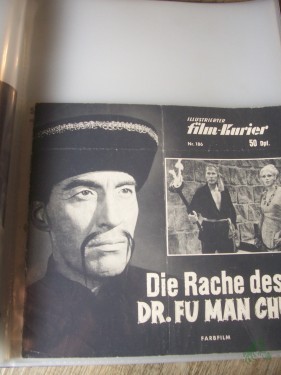 ILLUSTRIERTER
film-Kurier
Nr. 186 50 Dpf.
Die Rache des
DR. FU MAN CHU
FARBFILM